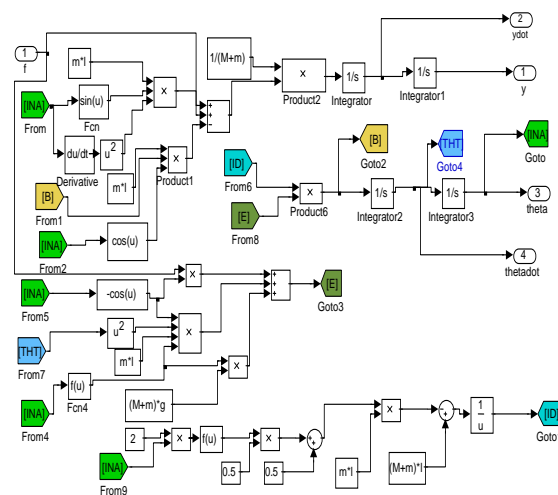 2
ydot
1
f
m*l
1/(M+m)
x
1/s
1/s
1
y
[INA]
From
sin(u)
Fcn
x
+
+
-
Product2
Integrator
Integrator1
du/dt
Derivative
u²
x
Product1
[B]
Goto2
[THT]
Goto4
[INA]
Goto
[B]
From1
m*l
[ID]
From6
x
Product6
1/s
Integrator2
1/s
Integrator3
3
theta
[E]
From8
[INA]
From2
cos(u)
4
thetadot
[INA]
From5
-cos(u)
x
+
+
+
[E]
Goto3
[THT]
From7
u²
m*l
x
[INA]
From4
f(u)
Fcn4
(M+m)*g
x
2
x
f(u)
x
+
+
x
-
+
1
u
[ID]
Goto
[INA]
From9
0.5
0.5
m*l
(M+m)*l